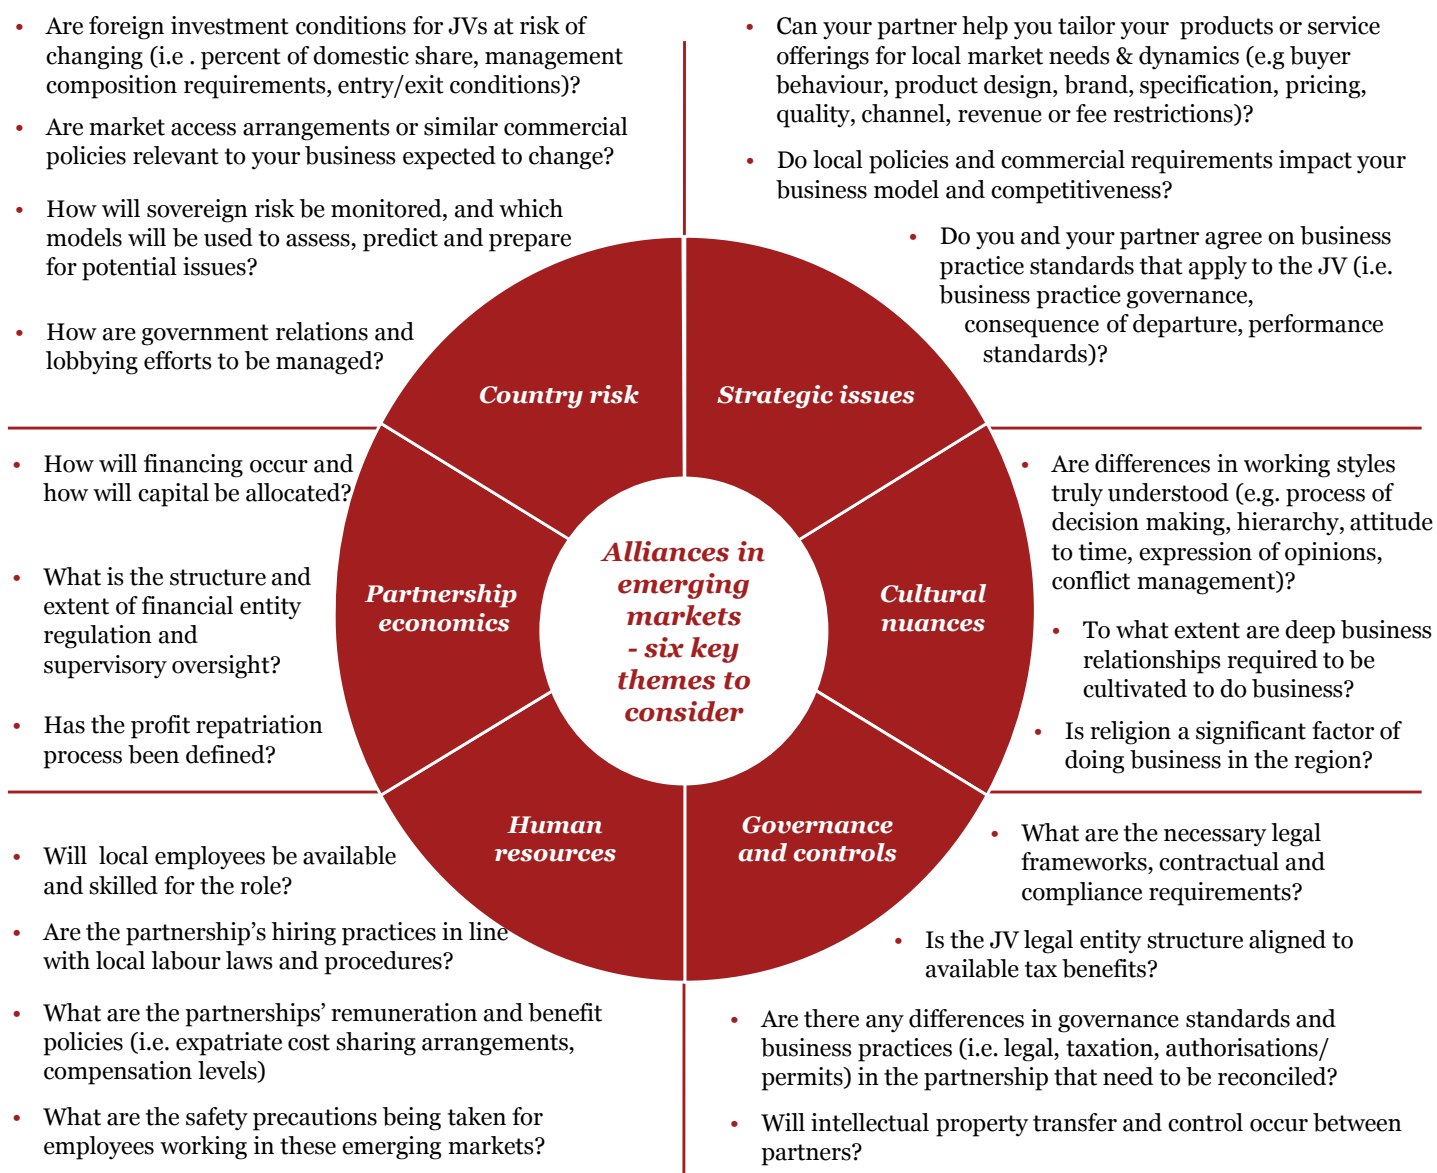 • Are foreign investment conditions for JVs at risk of
changing (i.e . percent of domestic share, management
composition requirements, entry/exit conditions)?
• Are market access arrangements or similar commercial
policies relevant to your business expected to change?
• How will sovereign risk be monitored, and which
models will be used to assess, predict and prepare
for potential issues?
• How are government relations and
lobbying efforts to be managed?
• Can your partner help you tailor your  products or service
offerings for local market needs & dynamics (e.g buyer
behaviour, product design, brand, specification, pricing,
quality, channel, revenue or fee restrictions)?
• Do local policies and commercial requirements impact your
business model and competitiveness?
• Do you and your partner agree on business
practice standards that apply to the JV (i.e.
business practice governance,
consequence of departure, performance
standards)?
Country risk
Strategic issues
• How will financing occur and
how will capital be allocated?
• What is the structure and
extent of financial entity
regulation and
supervisory oversight?
• Has the profit repatriation
process been defined?
Partnership
economics
Alliances in
emerging
markets
- six key
themes to
consider
Cultural
nuances
• Are differences in working styles
truly understood (e.g. process of
decision making, hierarchy, attitude
to time, expression of opinions,
conflict management)?
• To what extent are deep business
relationships required to be
cultivated to do business?
• Is religion a significant factor of
doing business in the region?
Human
resources
Governance
and controls
• Will  local employees be available
and skilled for the role?
• Are the partnership’s hiring practices in line
with local labour laws and procedures?
• What are the partnerships’ remuneration and benefit
policies (i.e. expatriate cost sharing arrangements,
compensation levels)
• What are the safety precautions being taken for
employees working in these emerging markets?
• What are the necessary legal
frameworks, contractual and
compliance requirements?
• Is the JV legal entity structure aligned to
available tax benefits?
• Are there any differences in governance standards and
business practices (i.e. legal, taxation, authorisations/
permits) in the partnership that need to be reconciled?
• Will intellectual property transfer and control occur between
partners?